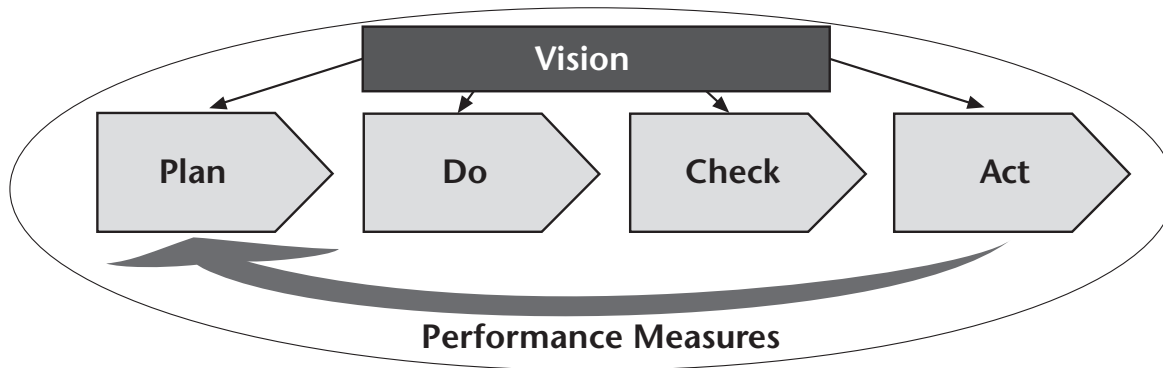 Vision
Plan
Do
Check
Act
Performance Measures